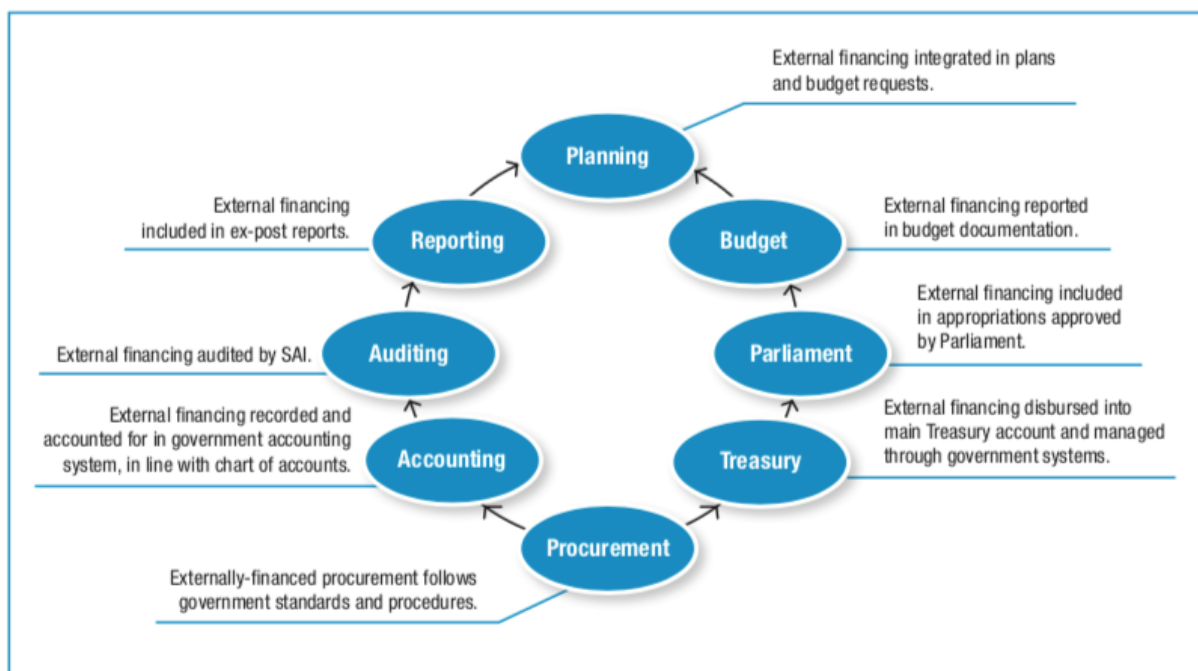 External financing integrated in plans
and budget requests.
Planning
External financing
included in ex-post reports.
Reporting
Budget
External financing reported
in budget documentation.
External financing included
in appropriations approved
by Parliament.
External financing audited by SAI.
Auditing
Parliament
External financing recorded and
accounted for in government accounting
system, in line with chart of accounts.
Accounting
Treasury
External financing disbursed into
main Treasury account and managed
through government systems.
Procurement
Externally-financed procurement follows
government standards and procedures.